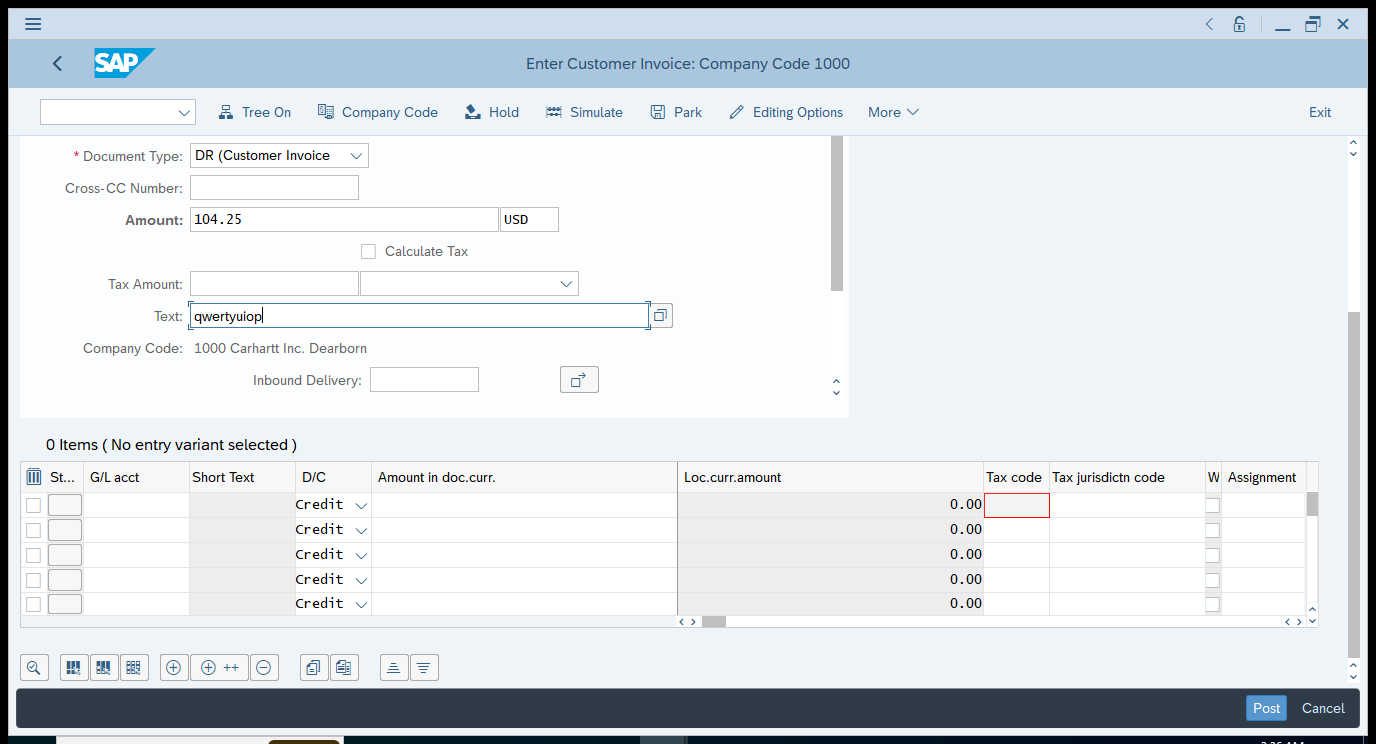 SAP
Enter Customer Invoice: Company Code 1000
Tree On Company Code Hold Simulate Park Editing Options More Exit
* Document Type: DR (Customer Invoice
Cross-CC Number:
Amount: 104.25 USD
Calculate Tax
Tax Amount:
Text: qwertyuiop
Company Code: 1000 Carhartt Inc. Dearborn
Inbound Delivery:
0 Items ( No entry variant selected )
St... G/L acct Short Text D/C Amount in doc.curr. Loc.curr.amount Tax code Tax jurisdictn code W Assignment
Credit 0.00
Credit 0.00
Credit 0.00
Credit 0.00
Credit 0.00
++
Post Cancel